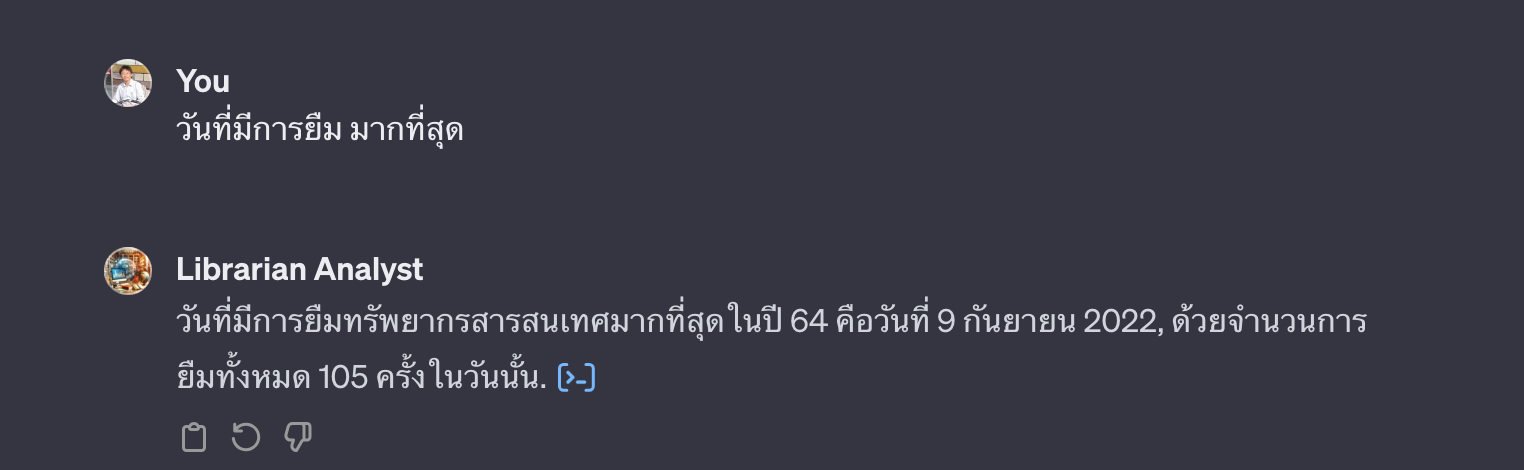 You
วันที่มีการยืม มากที่สุด
Librarian Analyst
วันที่มีการยืมทรัพยากรสารสนเทศมากที่สุดในปี 64 คือวันที่ 9 กันยายน 2022, ด้วยจำนวนการ
ยืมทั้งหมด 105 ครั้งในวันนั้น. [>-]